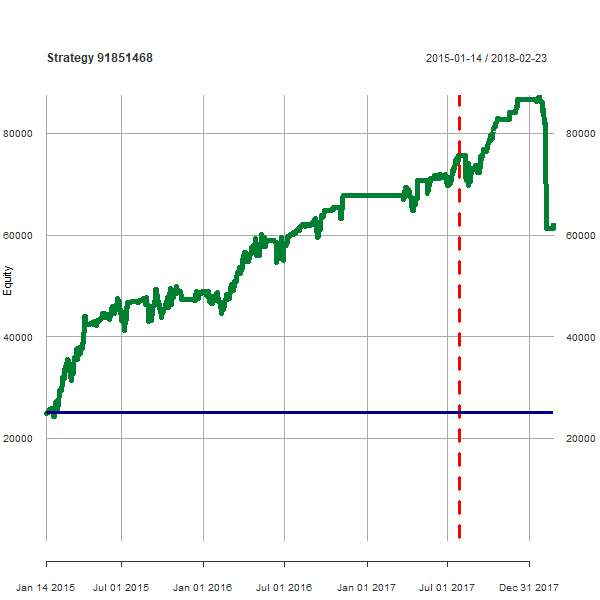 Strategy 91851468
2015-01-14 / 2018-02-23
80000
80000
60000
60000
Equity
40000
40000
20000
20000
Jan 14 2015
Jul 01 2015
Jan 01 2016
Jul 01 2016
Jan 01 2017
Jul 01 2017
Dec 31 2017